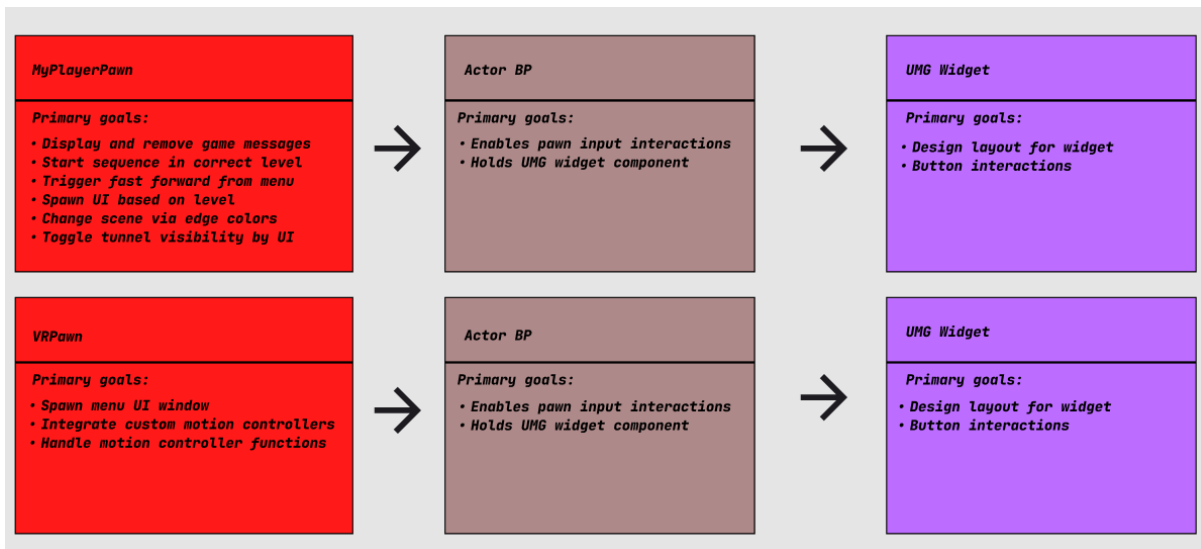 MyPlayerPawn
Primary goals:
• Display and remove game messages
• Start sequence in correct level
• Trigger fast forward from menu
• Spawn UI based on level
• Change scene via edge colors
• Toggle tunnel visibility by UI
Actor BP
Primary goals:
• Enables pawn input interactions
• Holds UMG widget component
UMG Widget
Primary goals:
• Design layout for widget
• Button interactions
VRPawn
Primary goals:
• Spawn menu UI window
• Integrate custom motion controllers
• Handle motion controller functions
Actor BP
Primary goals:
• Enables pawn input interactions
• Holds UMG widget component
UMG Widget
Primary goals:
• Design layout for widget
• Button interactions